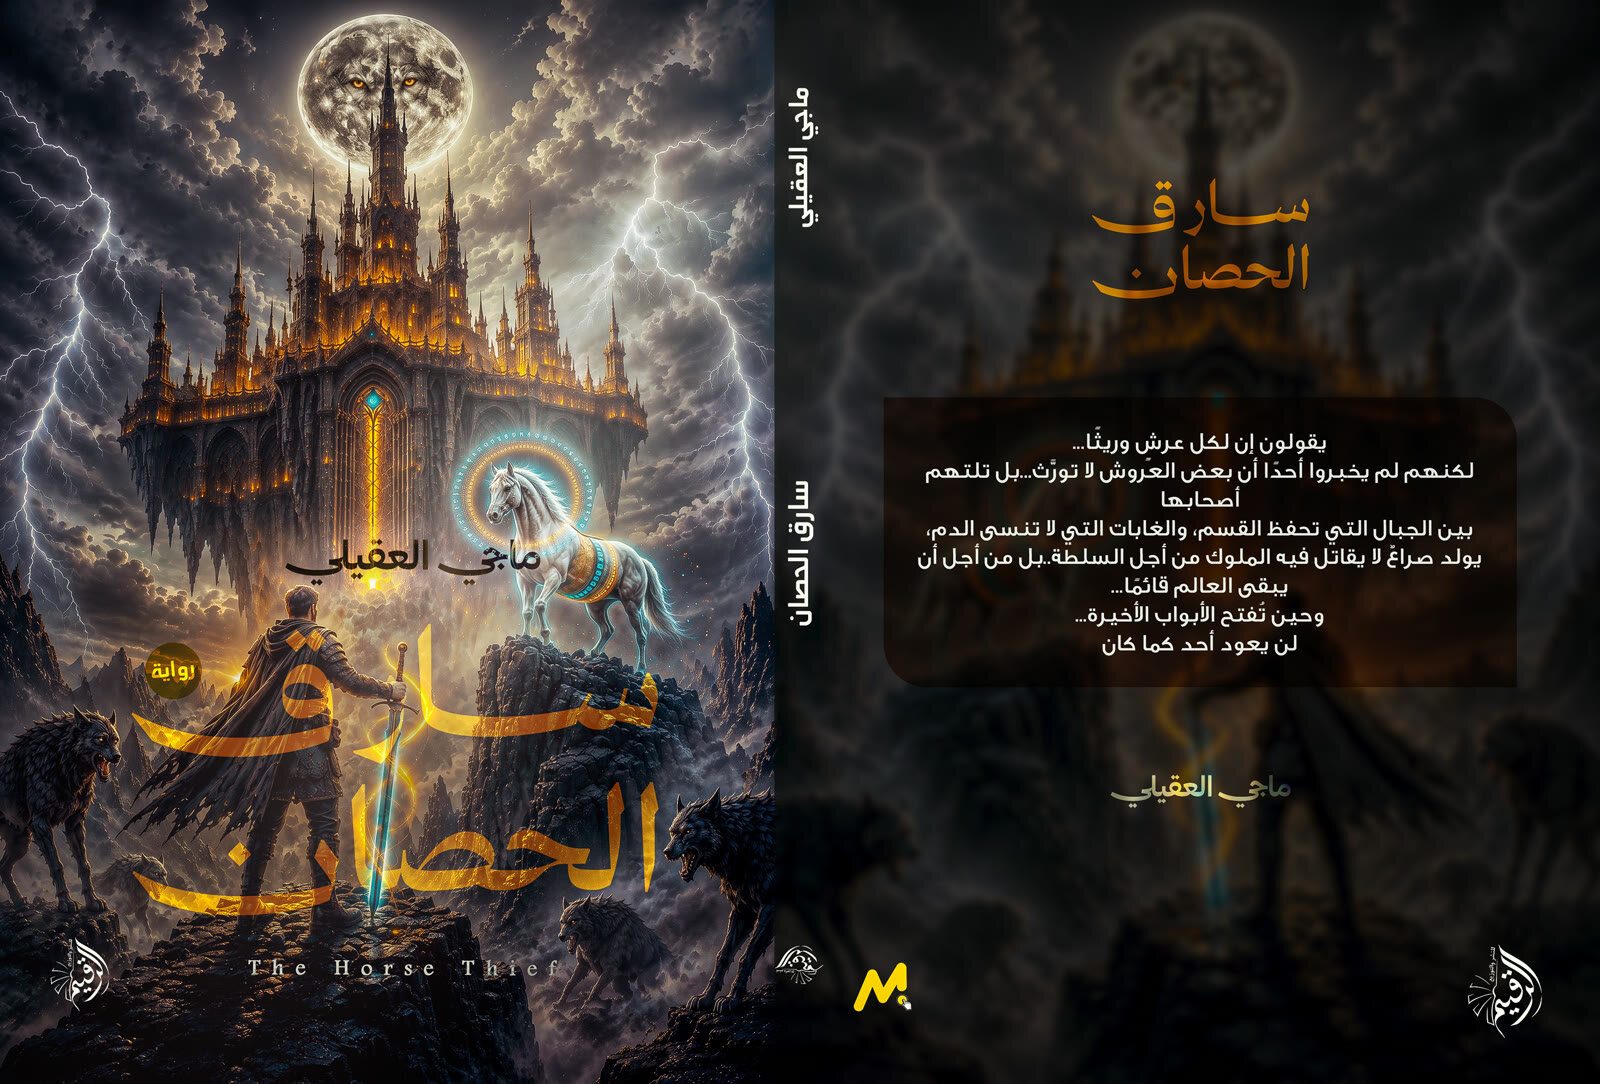 ماجي العقيلي
رواية
سارق
الحصان
The Horse Thief
الرقيم
ماجي العقيلي
سارق الحصان
سارق
الحصان
يقولون إن لكل عرشٍ وريثًا...
لكنهم لم يخبروا أحدًا أن بعض العروش لا تورَّث...بل تلتهم
أصحابها
بين الجبال التي تحفظ القسم، والغابات التي لا تنسى الدم،
يولد صراعٌ لا يقاتل فيه الملوك من أجل السلطة..بل من أجل أن
يبقى العالم قائمًا...
وحين تُفتح الأبواب الأخيرة...
لن يعود أحد كما كان
ماجي العقيلي
M
الرقيم